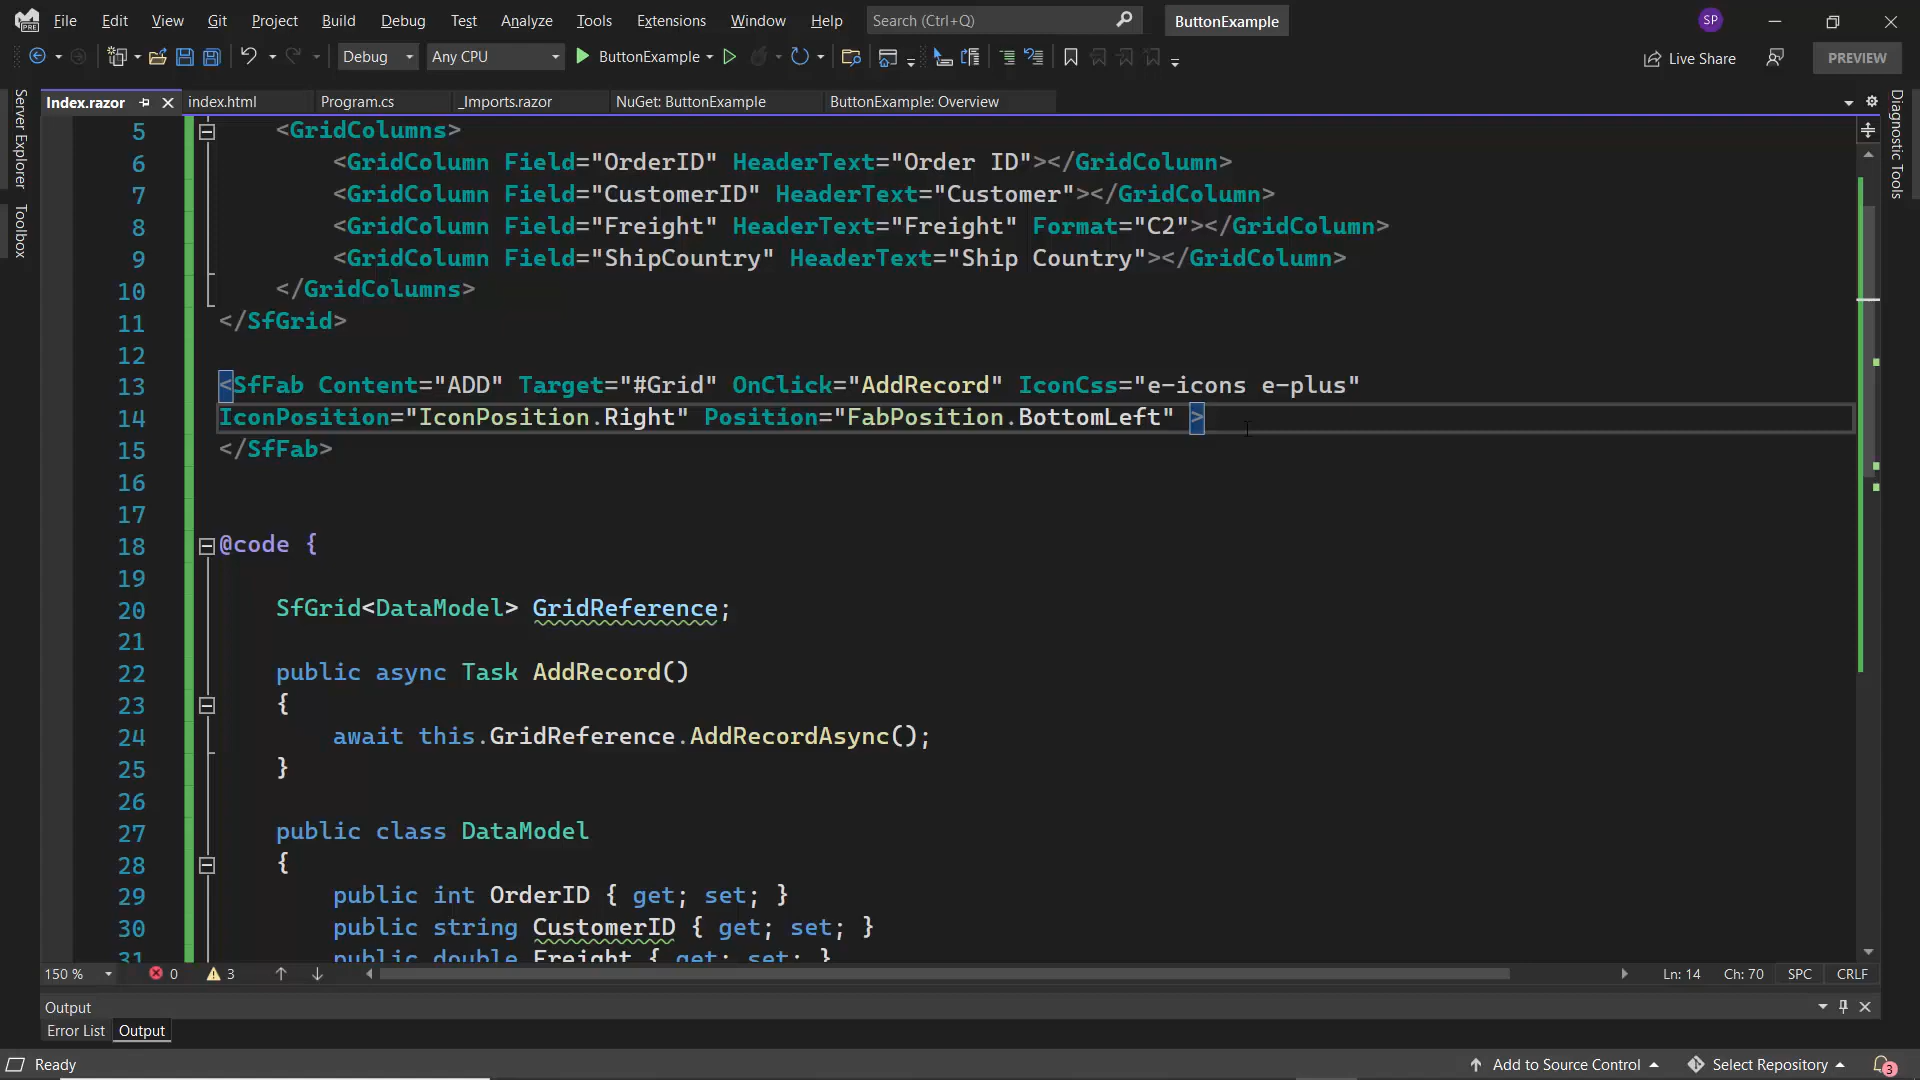 File Edit View Git Project Build Debug Test Analyze Tools Extensions Window Help Search (Ctrl+Q) ButtonExample SP
PRE
Debug Any CPU ButtonExample Live Share PREVIEW
Index.razor index.html Program.cs _Imports.razor NuGet: ButtonExample ButtonExample: Overview
Server Explorer
Toolbox
Diagnostic Tools
5 <GridColumns>
6 <GridColumn Field="OrderID" HeaderText="Order ID"></GridColumn>
7 <GridColumn Field="CustomerID" HeaderText="Customer"></GridColumn>
8 <GridColumn Field="Freight" HeaderText="Freight" Format="C2"></GridColumn>
9 <GridColumn Field="ShipCountry" HeaderText="Ship Country"></GridColumn>
10 </GridColumns>
11 </SfGrid>
12
13 <SfFab Content="ADD" Target="#Grid" OnClick="AddRecord" IconCss="e-icons e-plus"
14 IconPosition="IconPosition.Right" Position="FabPosition.BottomLeft" >
15 </SfFab>
16
17
18 @code {
19
20 SfGrid<DataModel> GridReference;
21
22 public async Task AddRecord()
23 {
24 await this.GridReference.AddRecordAsync();
25 }
26
27 public class DataModel
28 {
29 public int OrderID { get; set; }
30 public string CustomerID { get; set; }
31 public double Freight { get; set; }
150 % 0 3 Ln: 14 Ch: 70 SPC CRLF
Output
Error List Output
Ready Add to Source Control Select Repository 3